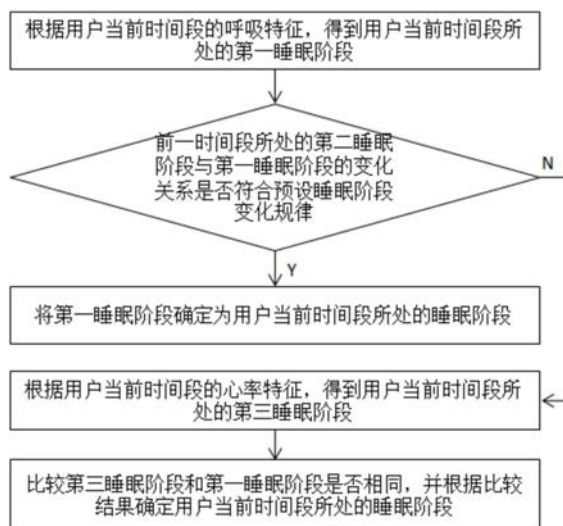 根据用户当前时间段的呼吸特征，得到用户当前时间段所
处的第一睡眠阶段
前一时间段所处的第二睡眠
阶段与第一睡眠阶段的变化
关系是否符合预设睡眠阶段
变化规律
N
Y
将第一睡眠阶段确定为用户当前时间段所处的睡眠阶段
根据用户当前时间段的心率特征，得到用户当前时间段所
处的第三睡眠阶段
比较第三睡眠阶段和第一睡眠阶段是否相同，并根据比较
结果确定用户当前时间段所处的睡眠阶段